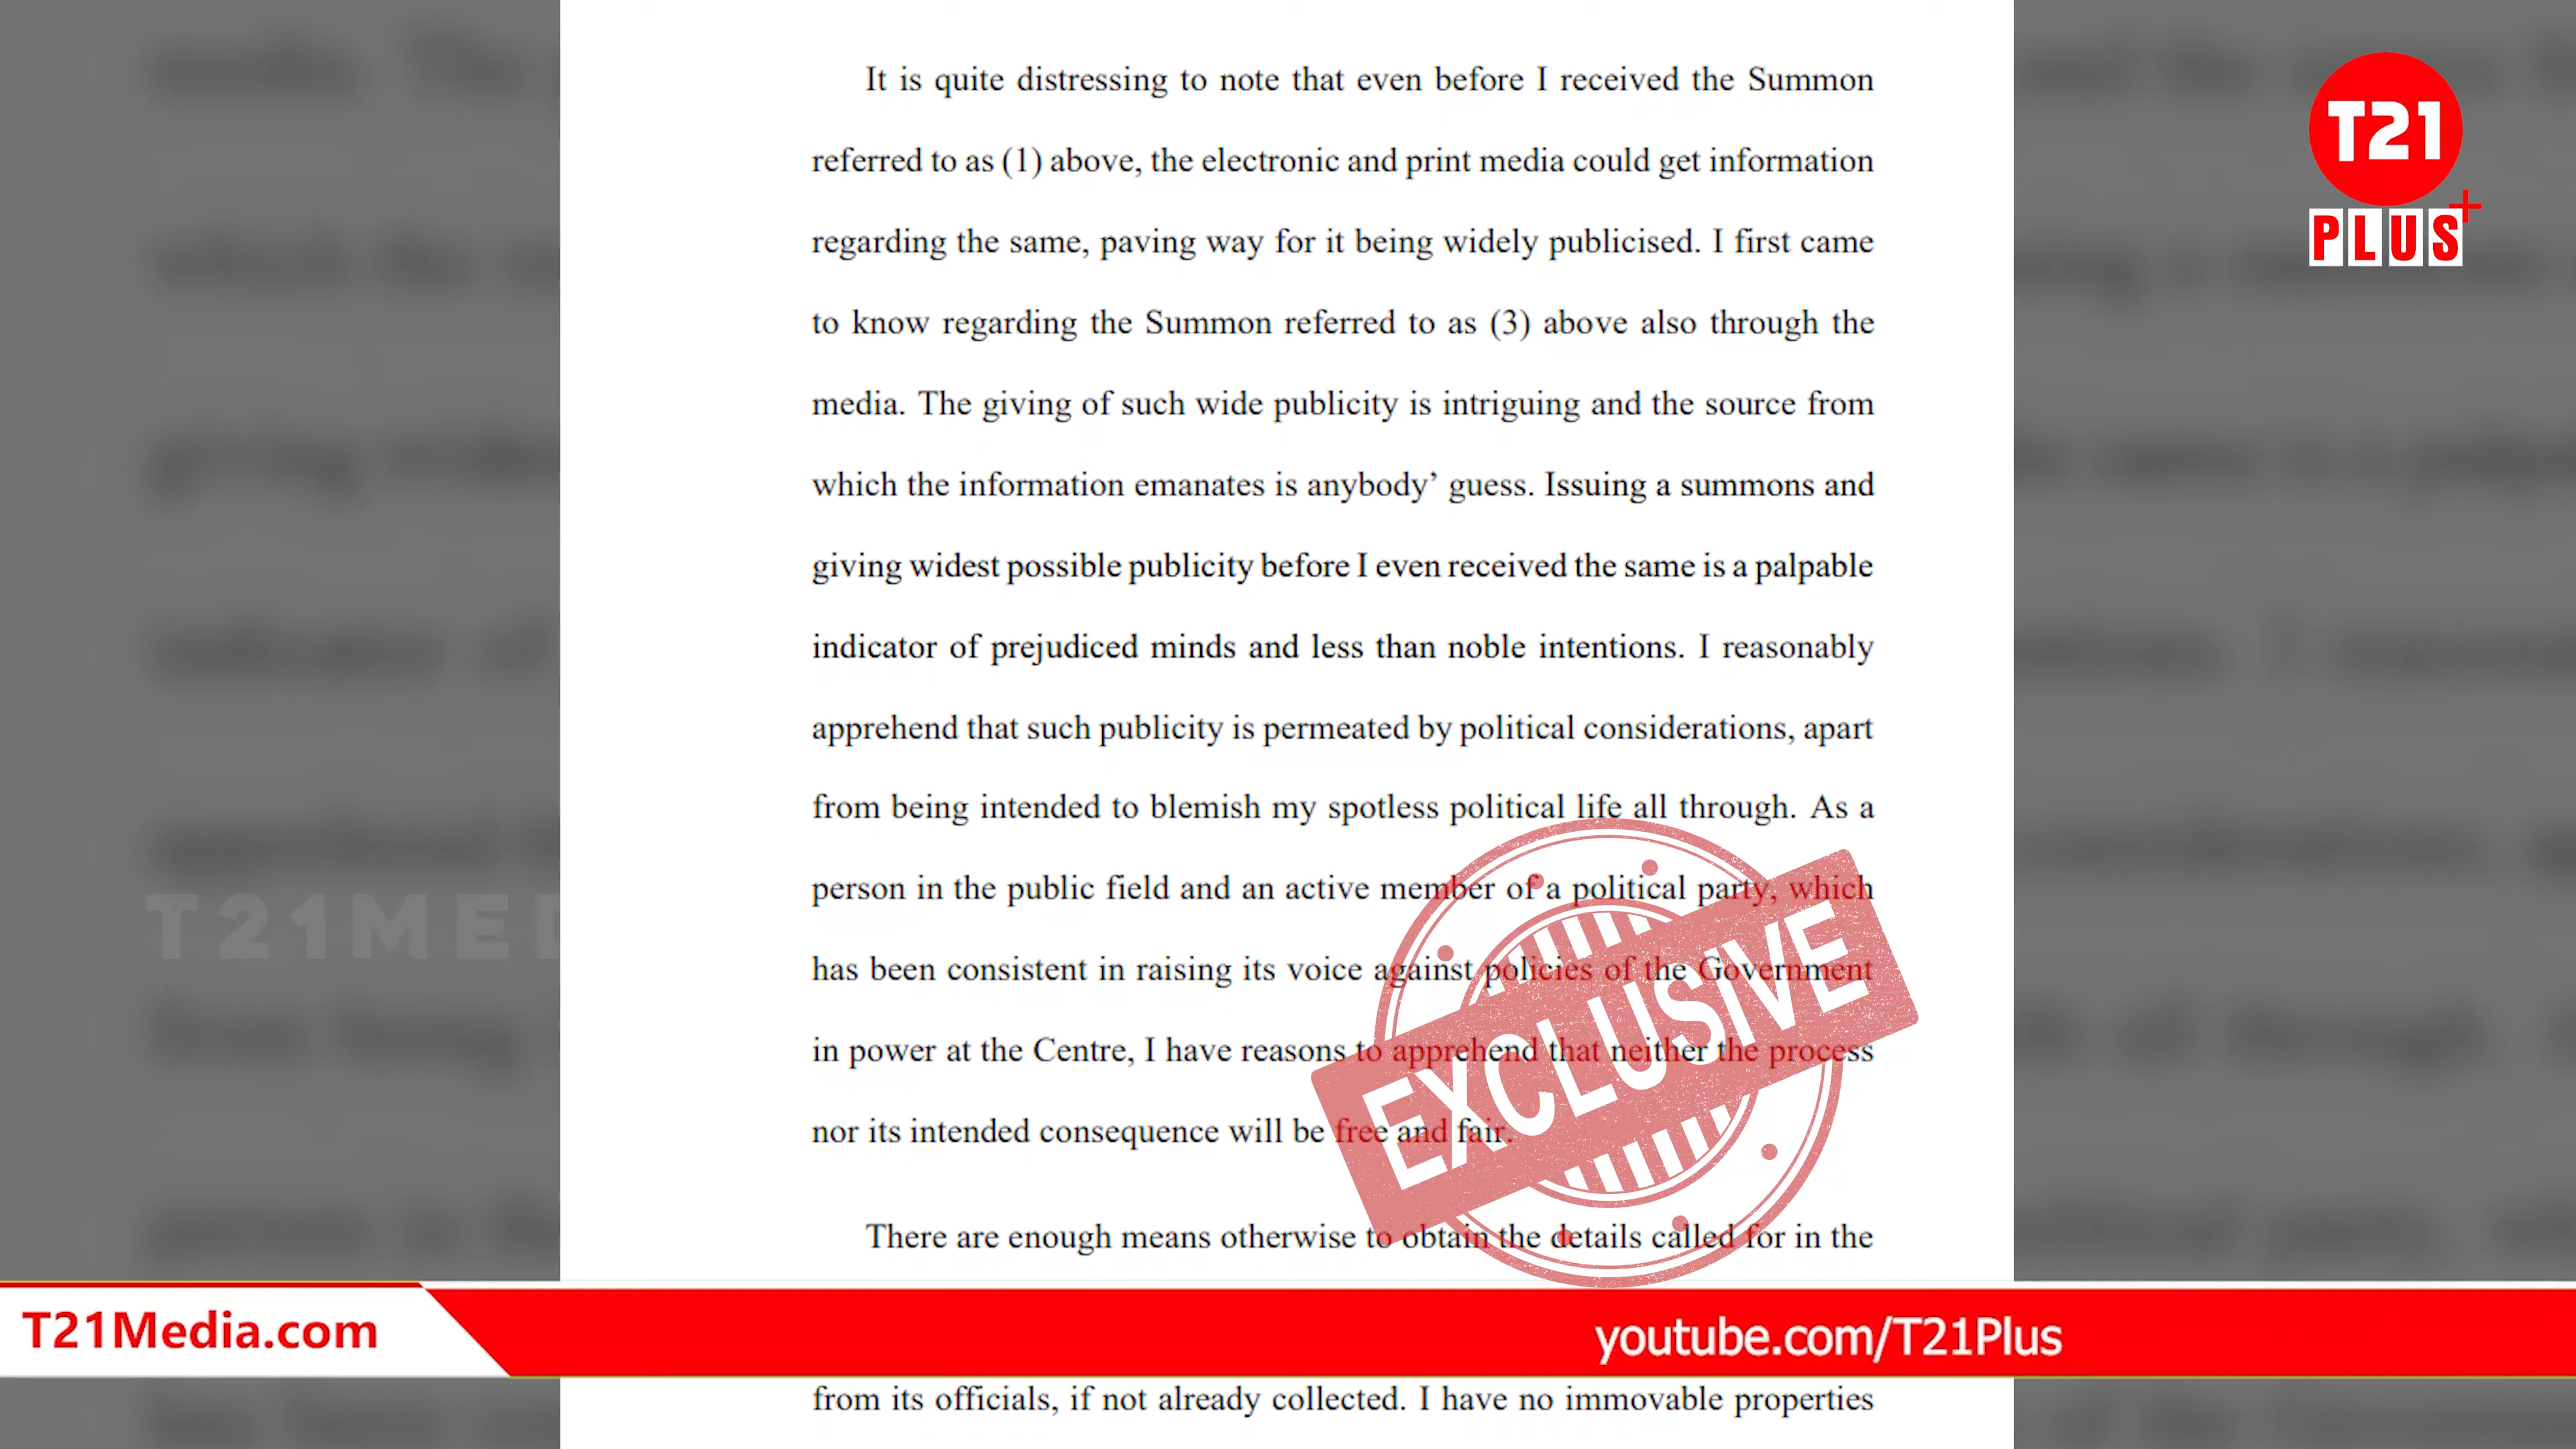 It is quite distressing to note that even before I received the Summon
referred to as (1) above, the electronic and print media could get information
regarding the same, paving way for it being widely publicised. I first came
to know regarding the Summon referred to as (3) above also through the
media. The giving of such wide publicity is intriguing and the source from
which the information emanates is anybody’ guess. Issuing a summons and
giving widest possible publicity before I even received the same is a palpable
indicator of prejudiced minds and less than noble intentions. I reasonably
apprehend that such publicity is permeated by political considerations, apart
from being intended to blemish my spotless political life all through. As a
person in the public field and an active member of a political party, which
has been consistent in raising its voice against policies of the Government
in power at the Centre, I have reasons to apprehend that neither the process
nor its intended consequence will be free and fair.
There are enough means otherwise to obtain the details called for in the
from its officials, if not already collected. I have no immovable properties
EXCLUSIVE
T21
PLUS+
T21MED
T21Media.com
youtube.com/T21Plus